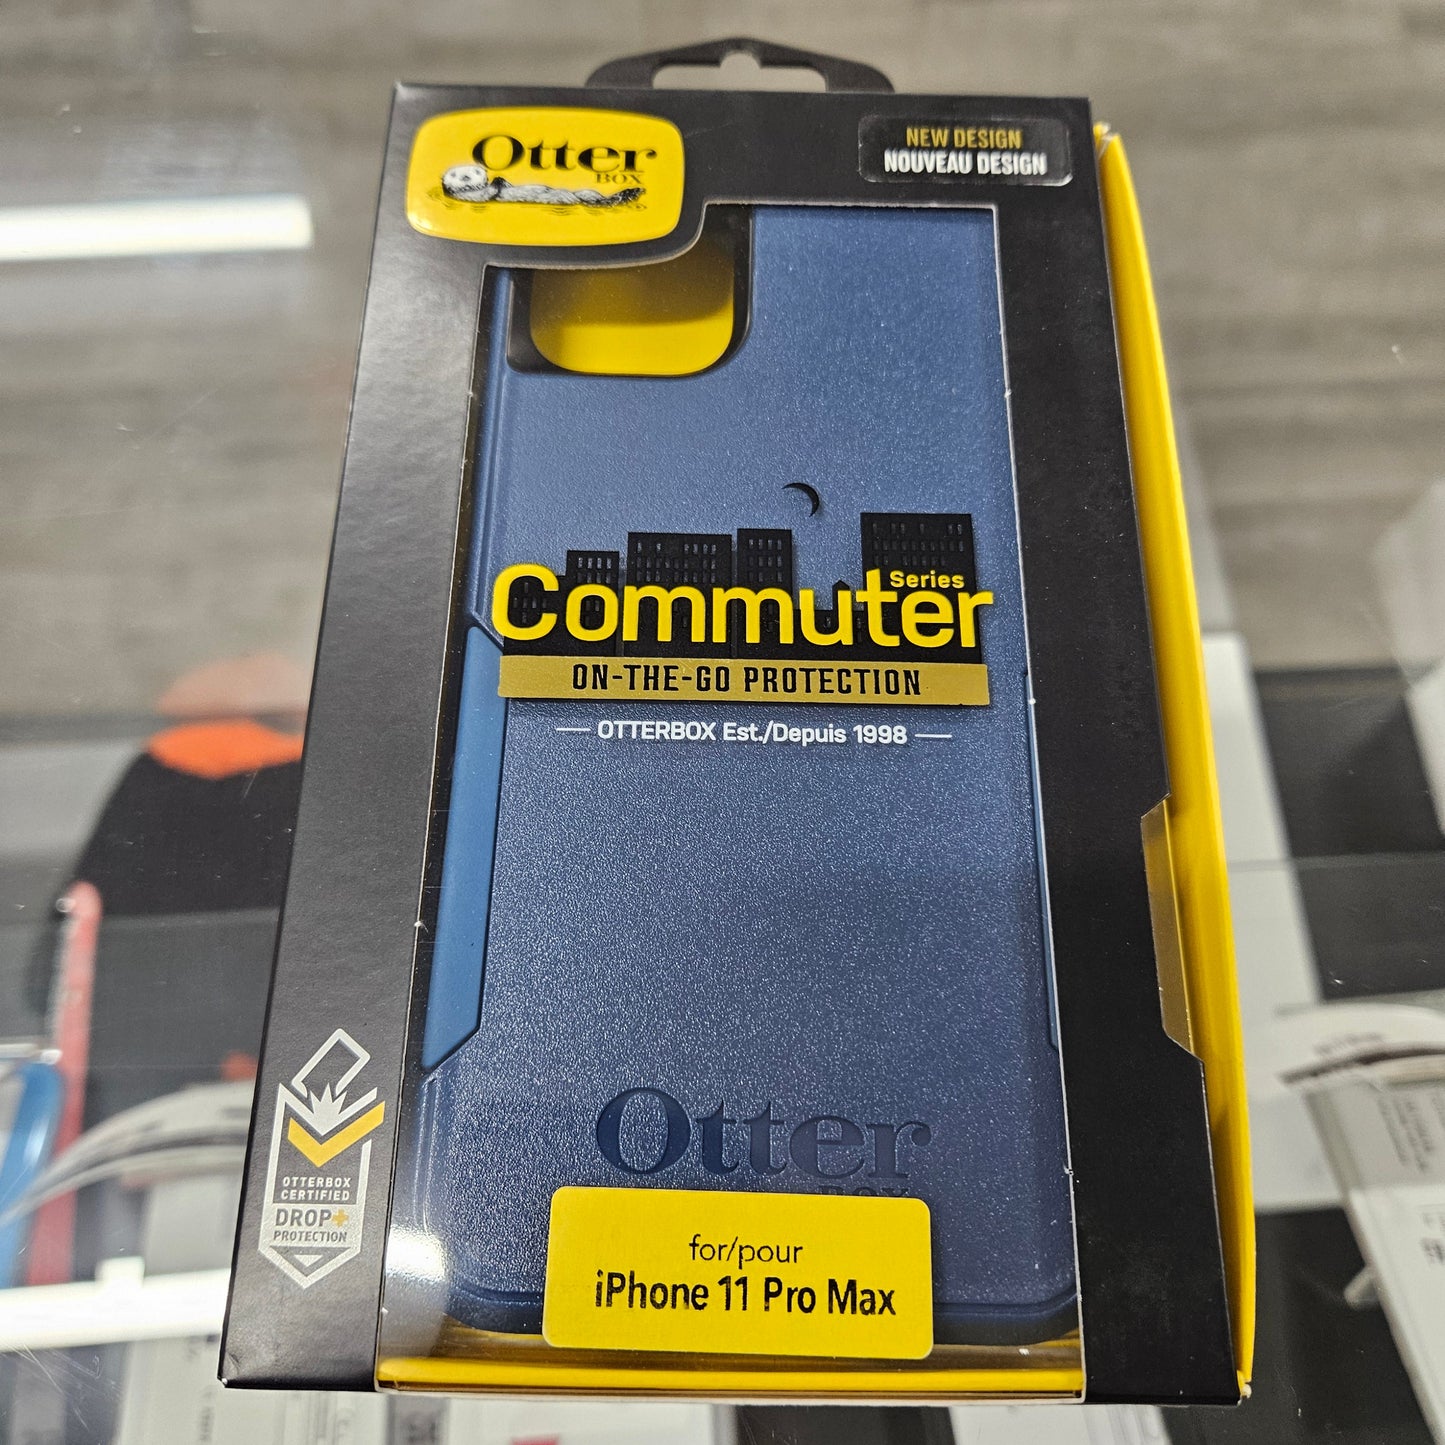 Otter
BOX
NEW DESIGN
NOUVEAU DESIGN
Series
Commuter
ON-THE-GO PROTECTION
OTTERBOX Est./Depuis 1998
Otter
BOX
OTTERBOX
CERTIFIED
DROP+
PROTECTION
for/pour
iPhone 11 Pro Max